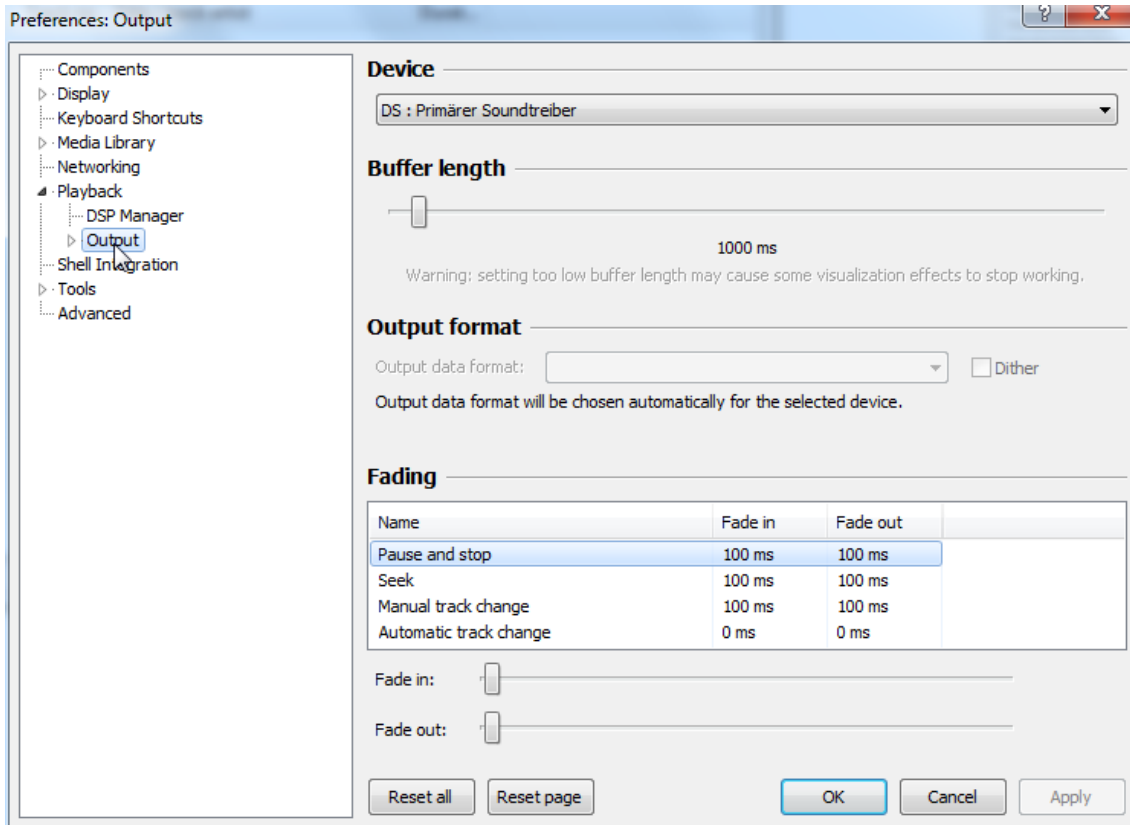 Preferences: Output
Components
Display
Keyboard Shortcuts
Media Library
Networking
Playback
DSP Manager
Output
Shell Integration
Tools
Advanced
Device
DS : Primärer Soundtreiber
Buffer length
1000 ms
Warning: setting too low buffer length may cause some visualization effects to stop working.
Output format
Output data format:
Dither
Output data format will be chosen automatically for the selected device.
Fading
Name Fade in Fade out
Pause and stop 100 ms 100 ms
Seek 100 ms 100 ms
Manual track change 100 ms 100 ms
Automatic track change 0 ms 0 ms
Fade in:
Fade out:
Reset all Reset page OK Cancel Apply